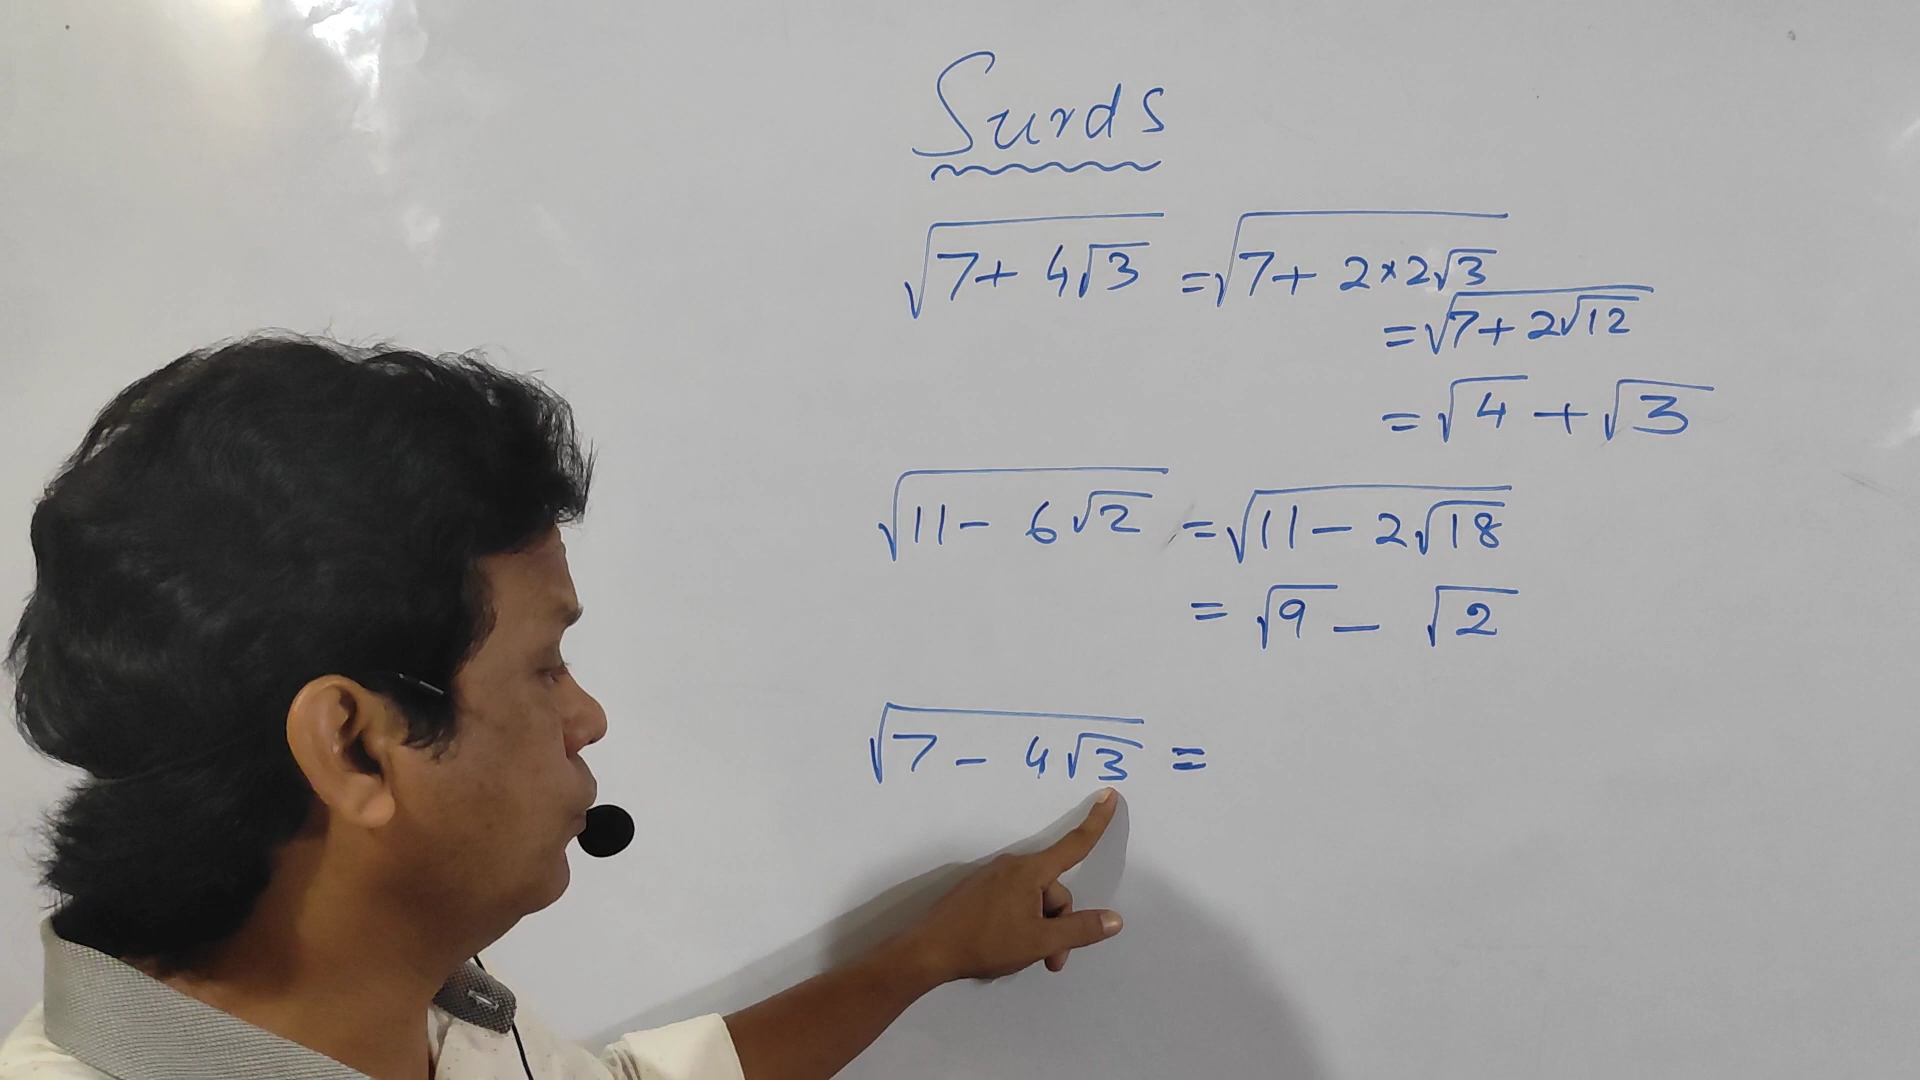 Surds
√(7+ 4√3) = √(7+ 2×2√3)
= √(7+ 2√12)
= √4 + √3
√(11 - 6√2) = √(11 - 2√18)
= √9 - √2
√(7 - 4√3) =